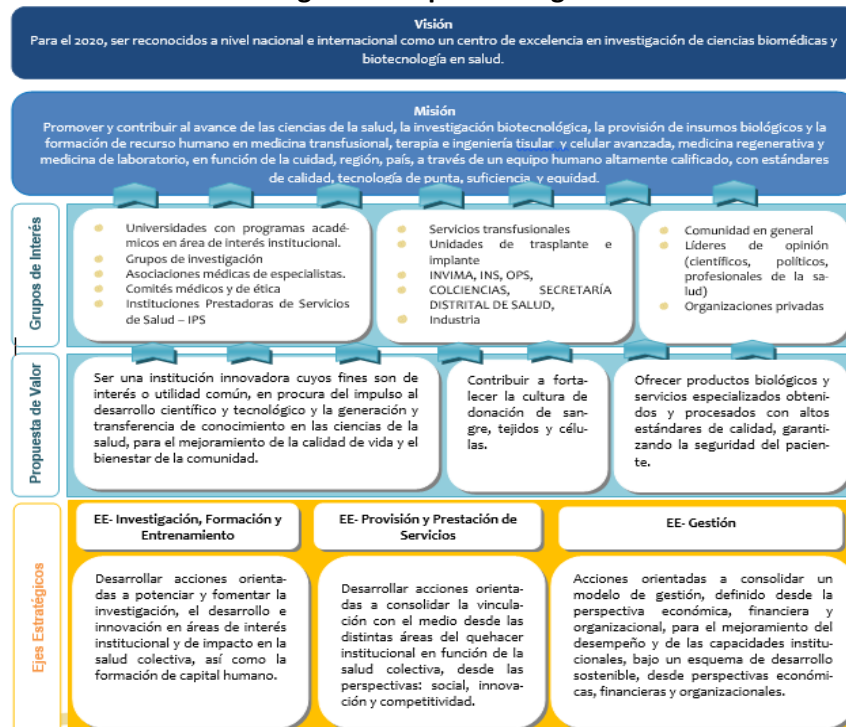 Visión
Para el 2020, ser reconocidos a nivel nacional e internacional como un centro de excelencia en investigación de ciencias biomédicas y
biotecnología en salud.
Misión
Promover y contribuir al avance de las ciencias de la salud, la investigación biotecnológica, la provisión de insumos biológicos y la
formación de recurso humano en medicina transfusional, terapia e ingeniería tisular y celular avanzada, medicina regenerativa y
medicina de laboratorio, en función de la cuidad, región, país, a través de un equipo humano altamente calificado, con estándares
de calidad, tecnología de punta, suficiencia, y equidad.
Grupos de Interés
Universidades con programas acadé-
micos en área de interés institucional.
Grupos de investigación
Asociaciones médicas de especialistas.
Comités médicos y de ética
Instituciones Prestadoras de Servicios
de Salud – IPS
Servicios transfusionales
Unidades de trasplante e
implante
INVIMA, INS, OPS,
COLCIENCIAS, SECRETARÍA
DISTRITAL DE SALUD,
Industria
Comunidad en general
Líderes de opinión
(científicos, políticos,
profesionales de la sa-
lud)
Organizaciones privadas
Propuesta de Valor
Ser una institución innovadora cuyos fines son de
interés o utilidad común, en procura del impulso al
desarrollo científico y tecnológico y la generación y
transferencia de conocimiento en las ciencias de la
salud, para el mejoramiento de la calidad de vida y el
bienestar de la comunidad.
Contribuir a forta-
lecer la cultura de
donación de san-
gre, tejidos y célu-
las.
Ofrecer productos biológicos y
servicios especializados obteni-
dos y procesados con altos
estándares de calidad, garanti-
zando la seguridad del pacien-
te.
Ejes Estratégicos
EE- Investigación, Formación y
Entrenamiento
EE- Provisión y Prestación de
Servicios
EE- Gestión
Desarrollar acciones orienta-
das a potenciar y fomentar la
investigación, el desarrollo e
innovación en áreas de interés
institucional y de impacto en la
salud colectiva, así como la
formación de capital humano.
Desarrollar acciones orienta-
das a consolidar la vincula-
ción con el medio desde las
distintas áreas del quehacer
institucional en función de la
salud colectiva, desde las
perspectivas: social, innova-
ción y competitividad.
Acciones orientadas a consolidar un
modelo de gestión, definido desde la
perspectiva económica, financiera y
organizacional, para el mejoramiento del
desempeño y de las capacidades institu-
cionales, bajo un esquema de desarrollo
sostenible, desde perspectivas económi-
cas, financieras y organizacionales.